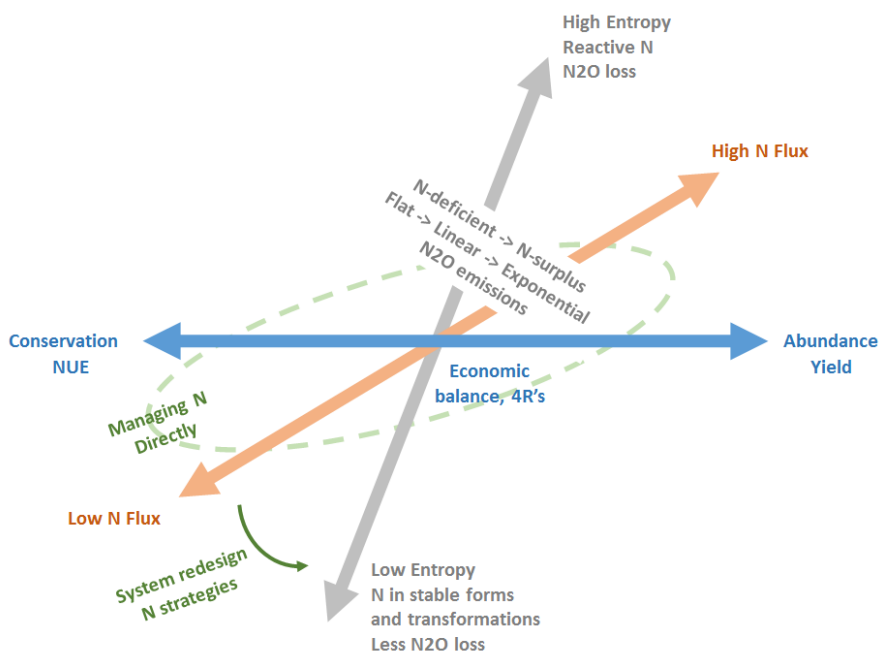 High Entropy
Reactive N
N2O loss
High N Flux
N-deficient -> N-surplus
Flat -> Linear -> Exponential
N2O emissions
Conservation
NUE
Abundance
Yield
Economic
balance, 4R's
Managing N
Directly
Low N Flux
System redesign
N strategies
Low Entropy
N in stable forms
and transformations
Less N2O loss